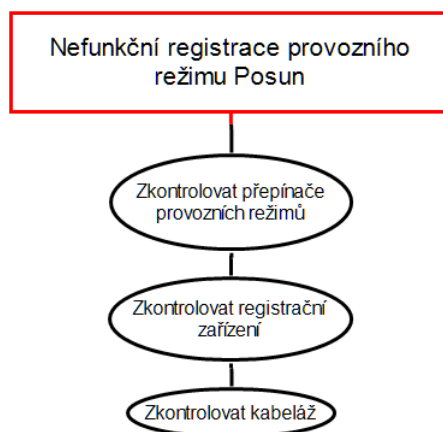 Nefunkční registrace provozního
režimu Posun
Zkontrolovat přepínače
provozních režimů
Zkontrolovat registrační
zařízení
Zkontrolovat kabeláž